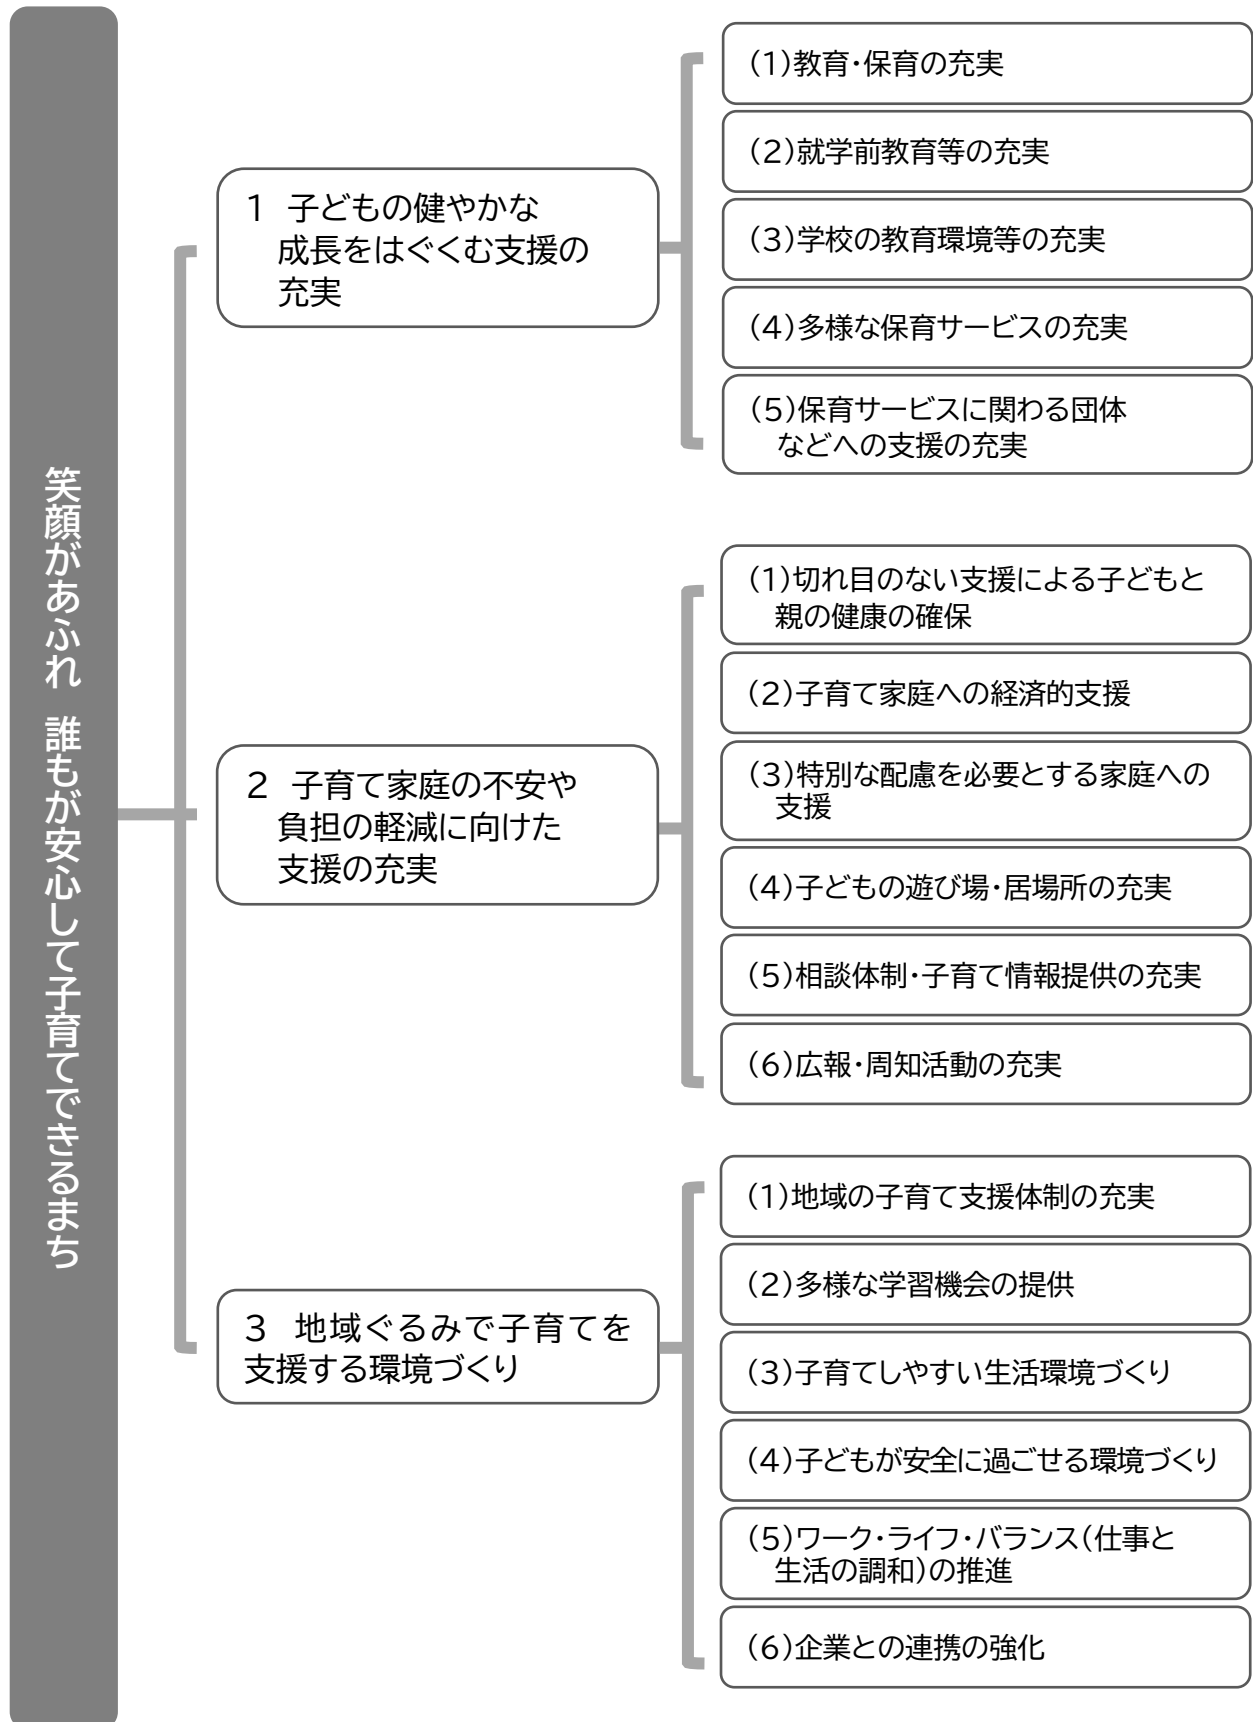 笑顔があふれ 誰もが安心して子育てできるまち
1 子どもの健やかな
成長をはぐくむ支援の
充実
(1)教育・保育の充実
(2)就学前教育等の充実
(3)学校の教育環境等の充実
(4)多様な保育サービスの充実
(5)保育サービスに関わる団体
などへの支援の充実
2 子育て家庭の不安や
負担の軽減に向けた
支援の充実
(1)切れ目のない支援による子どもと
親の健康の確保
(2)子育て家庭への経済的支援
(3)特別な配慮を必要とする家庭への
支援
(4)子どもの遊び場・居場所の充実
(5)相談体制・子育て情報提供の充実
(6)広報・周知活動の充実
3 地域ぐるみで子育てを
支援する環境づくり
(1)地域の子育て支援体制の充実
(2)多様な学習機会の提供
(3)子育てしやすい生活環境づくり
(4)子どもが安全に過ごせる環境づくり
(5)ワーク・ライフ・バランス(仕事と
生活の調和)の推進
(6)企業との連携の強化